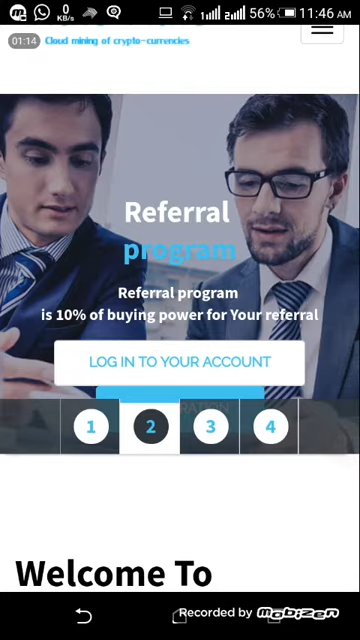 0
KB/s
56%
11:46 AM
01:14
Cloud mining of crypto-currencies
Referral
program
Referral program
is 10% of buying power for Your referral
LOG IN TO YOUR ACCOUNT
1 2 3 4
Welcome To
Recorded by mobizen